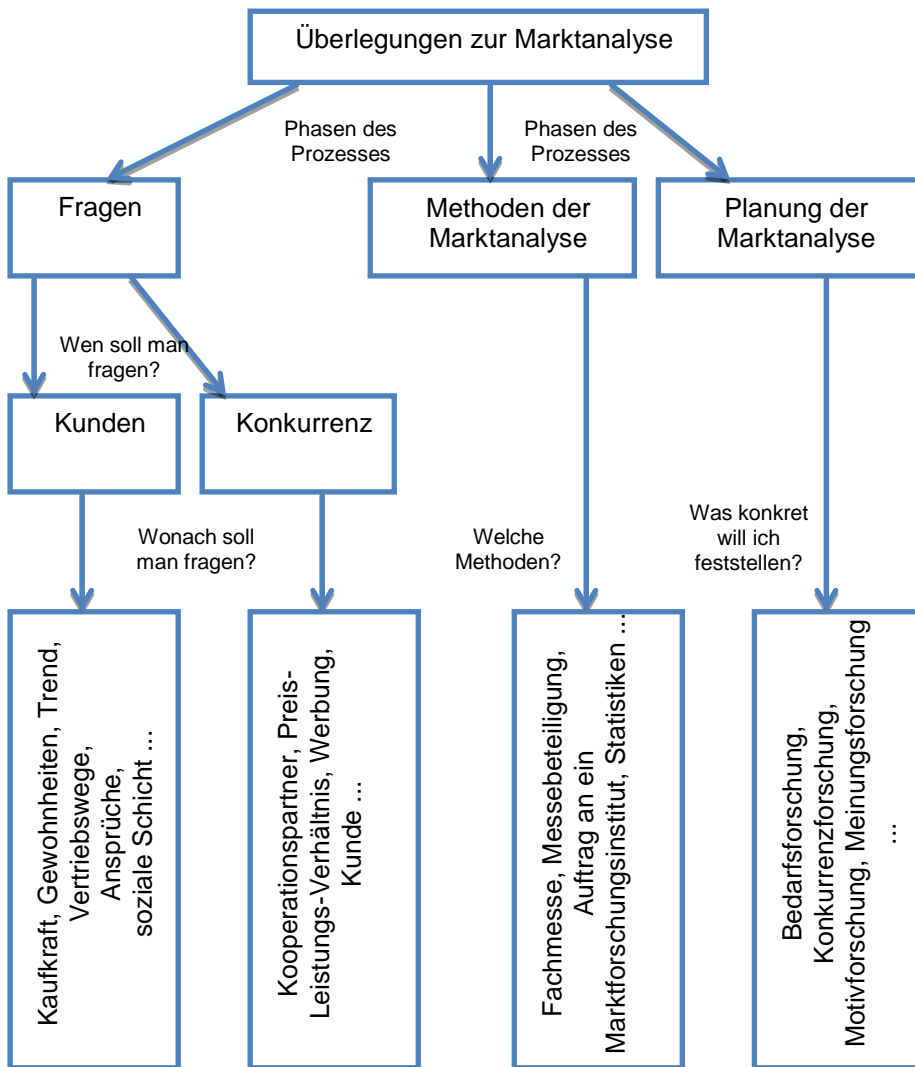 Überlegungen zur Marktanalyse
Phasen des
Prozesses
Phasen des
Prozesses
Fragen
Methoden der
Marktanalyse
Planung der
Marktanalyse
Wen soll man
fragen?
Kunden
Konkurrenz
Wonach soll
man fragen?
Welche
Methoden?
Was konkret
will ich
feststellen?
Kaufkraft, Gewohnheiten, Trend,
Vertriebswege,
Ansprüche,
soziale Schicht ...
Kooperationspartner, Preis-
Leistungs-Verhältnis, Werbung,
Kunde ...
Fachmesse, Messebeteiligung,
Auftrag an ein
Marktforschungsinstitut, Statistiken ...
Bedarfsforschung,
Konkurrenzforschung,
Motivforschung, Meinungsforschung
...